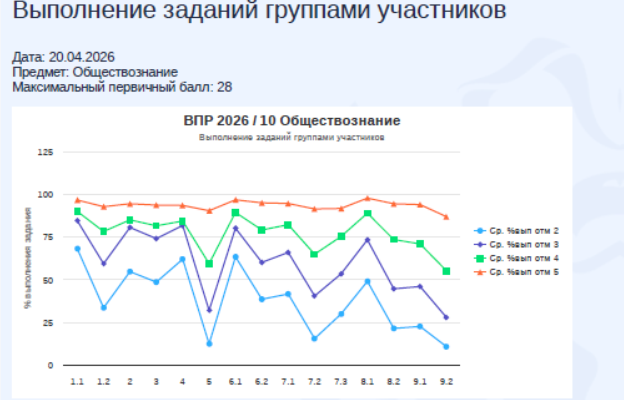 Выполнение заданий группами участников
Дата: 20.04.2026
Предмет: Обществознание
Максимальный первичный балл: 28
ВПР 2026 / 10 Обществознание
Выполнение заданий группами участников
125
100
75
50
25
0
% выполнения задания
1.1 1.2 2 3 4 5 6.1 6.2 7.1 7.2 7.3 8.1 8.2 9.1 9.2
Ср. %вып отм 2
Ср. %вып отм 3
Ср. %вып отм 4
Ср. %вып отм 5